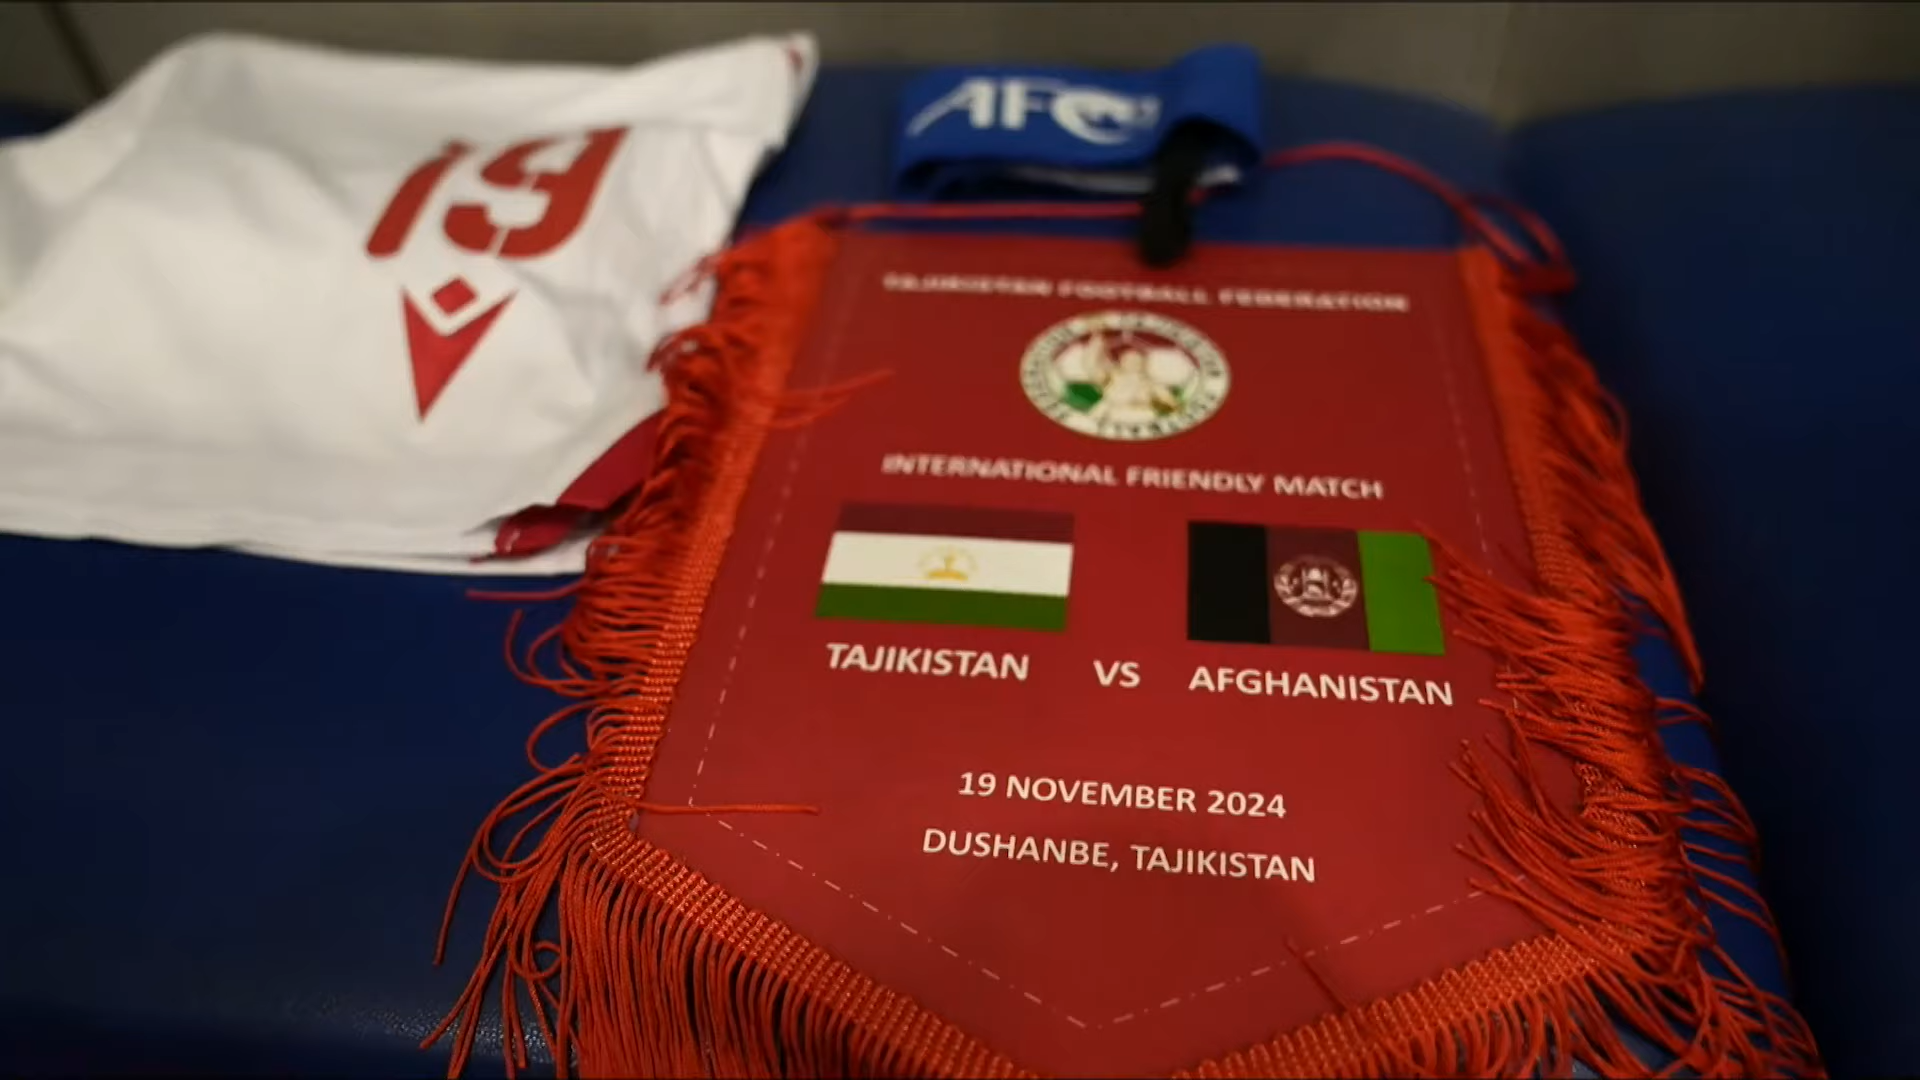 19
AFC
TAJIKISTAN FOOTBALL FEDERATION
INTERNATIONAL FRIENDLY MATCH
TAJIKISTAN VS AFGHANISTAN
19 NOVEMBER 2024
DUSHANBE, TAJIKISTAN